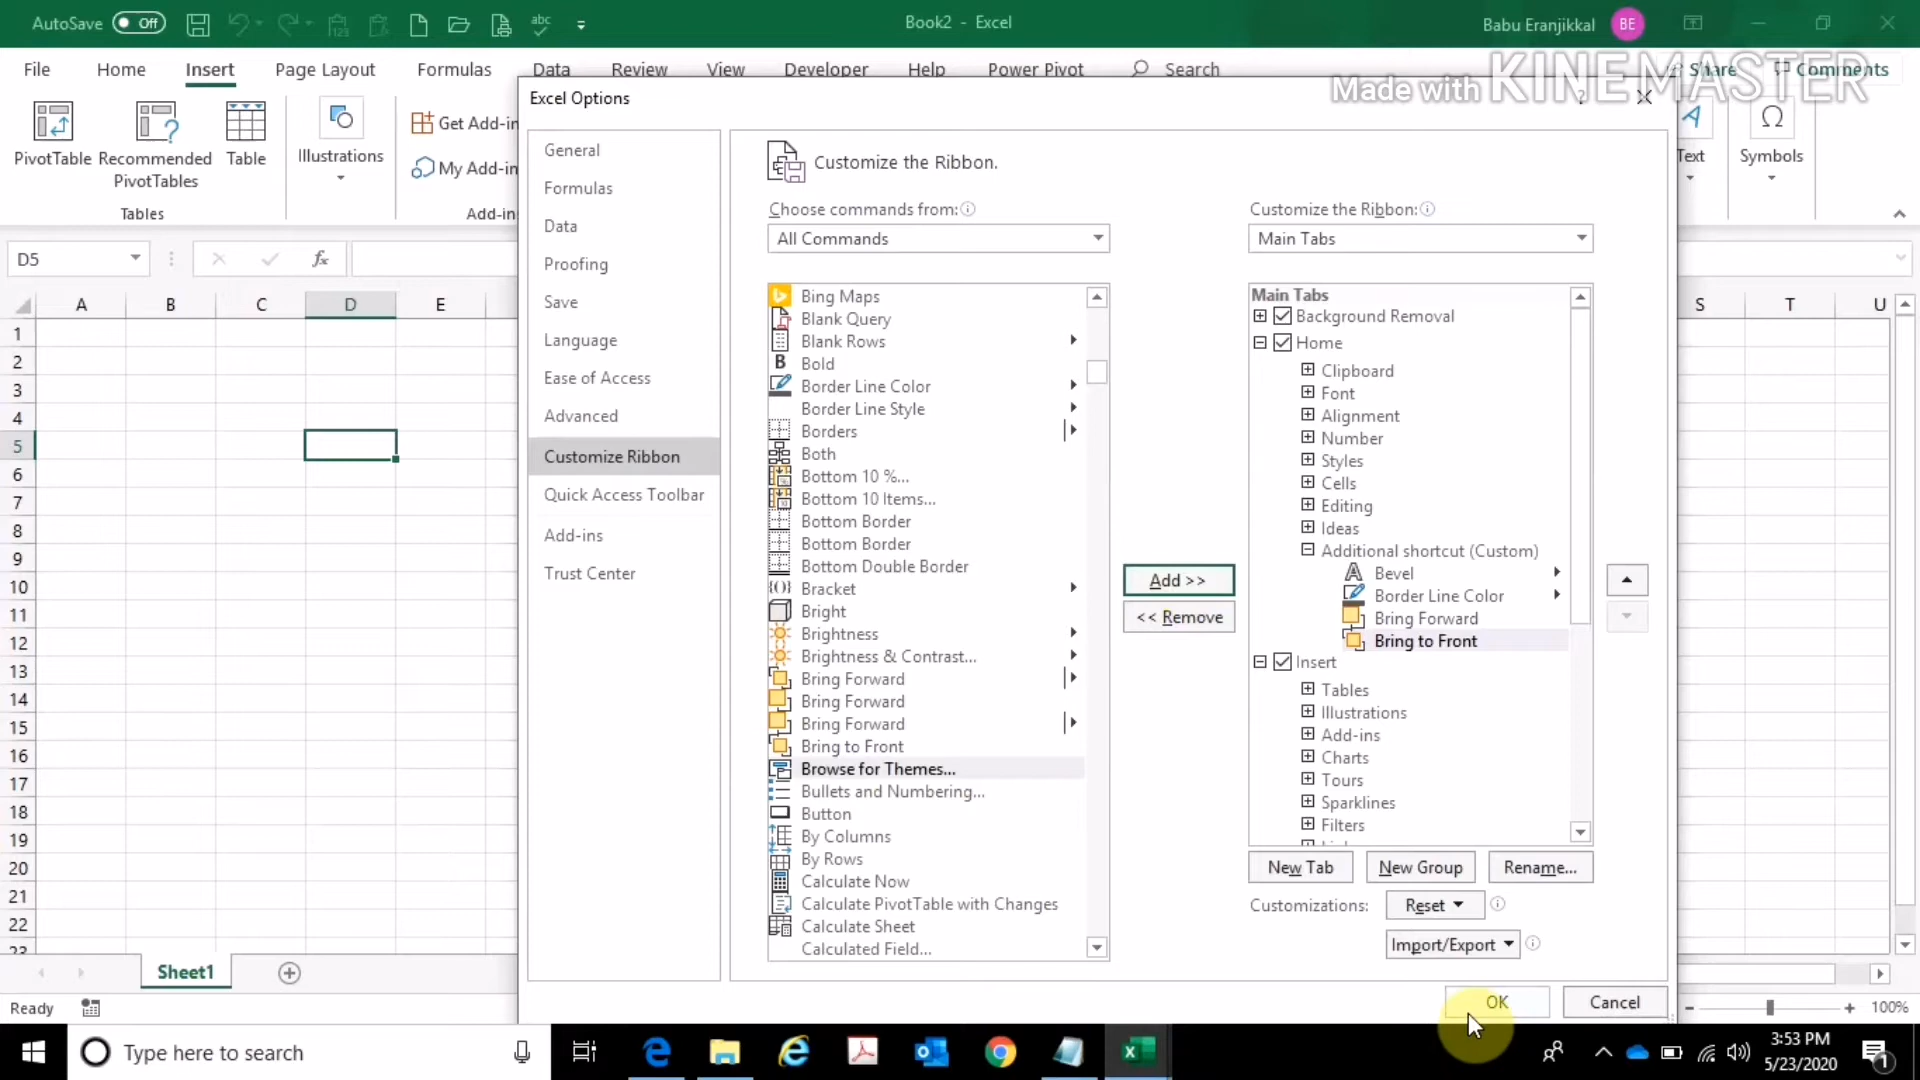 AutoSave Off
Book2 - Excel
Babu Eranjikkal BE
File Home Insert Page Layout Formulas Data Review View Developer Help Power Pivot Search Share Comments
Made with KINEMASTER
PivotTable
Recommended PivotTables
Table
Tables
Illustrations
Get Add-in
My Add-in
Add-in
Text
Symbols
D5
fx
A B C D E S T U
1
2
3
4
5
6
7
8
9
10
11
12
13
14
15
16
17
18
19
20
21
22
23
Excel Options
?
General
Formulas
Data
Proofing
Save
Language
Ease of Access
Advanced
Customize Ribbon
Quick Access Toolbar
Add-ins
Trust Center
Customize the Ribbon.
Choose commands from:
All Commands
Bing Maps
Blank Query
Blank Rows
Bold
Border Line Color
Border Line Style
Borders
Both
Bottom 10 %...
Bottom 10 Items...
Bottom Border
Bottom Border
Bottom Double Border
Bracket
Bright
Brightness
Brightness & Contrast...
Bring Forward
Bring Forward
Bring Forward
Bring to Front
Browse for Themes...
Bullets and Numbering...
Button
By Columns
By Rows
Calculate Now
Calculate PivotTable with Changes
Calculate Sheet
Calculated Field...
Add >>
<< Remove
Customize the Ribbon:
Main Tabs
Main Tabs
Background Removal
Home
Clipboard
Font
Alignment
Number
Styles
Cells
Editing
Ideas
Additional shortcut (Custom)
Bevel
Border Line Color
Bring Forward
Bring to Front
Insert
Tables
Illustrations
Add-ins
Charts
Tours
Sparklines
Filters
New Tab New Group Rename...
Customizations: Reset
Import/Export
OK Cancel
Sheet1
Ready
100%
Type here to search
3:53 PM
5/23/2020
1